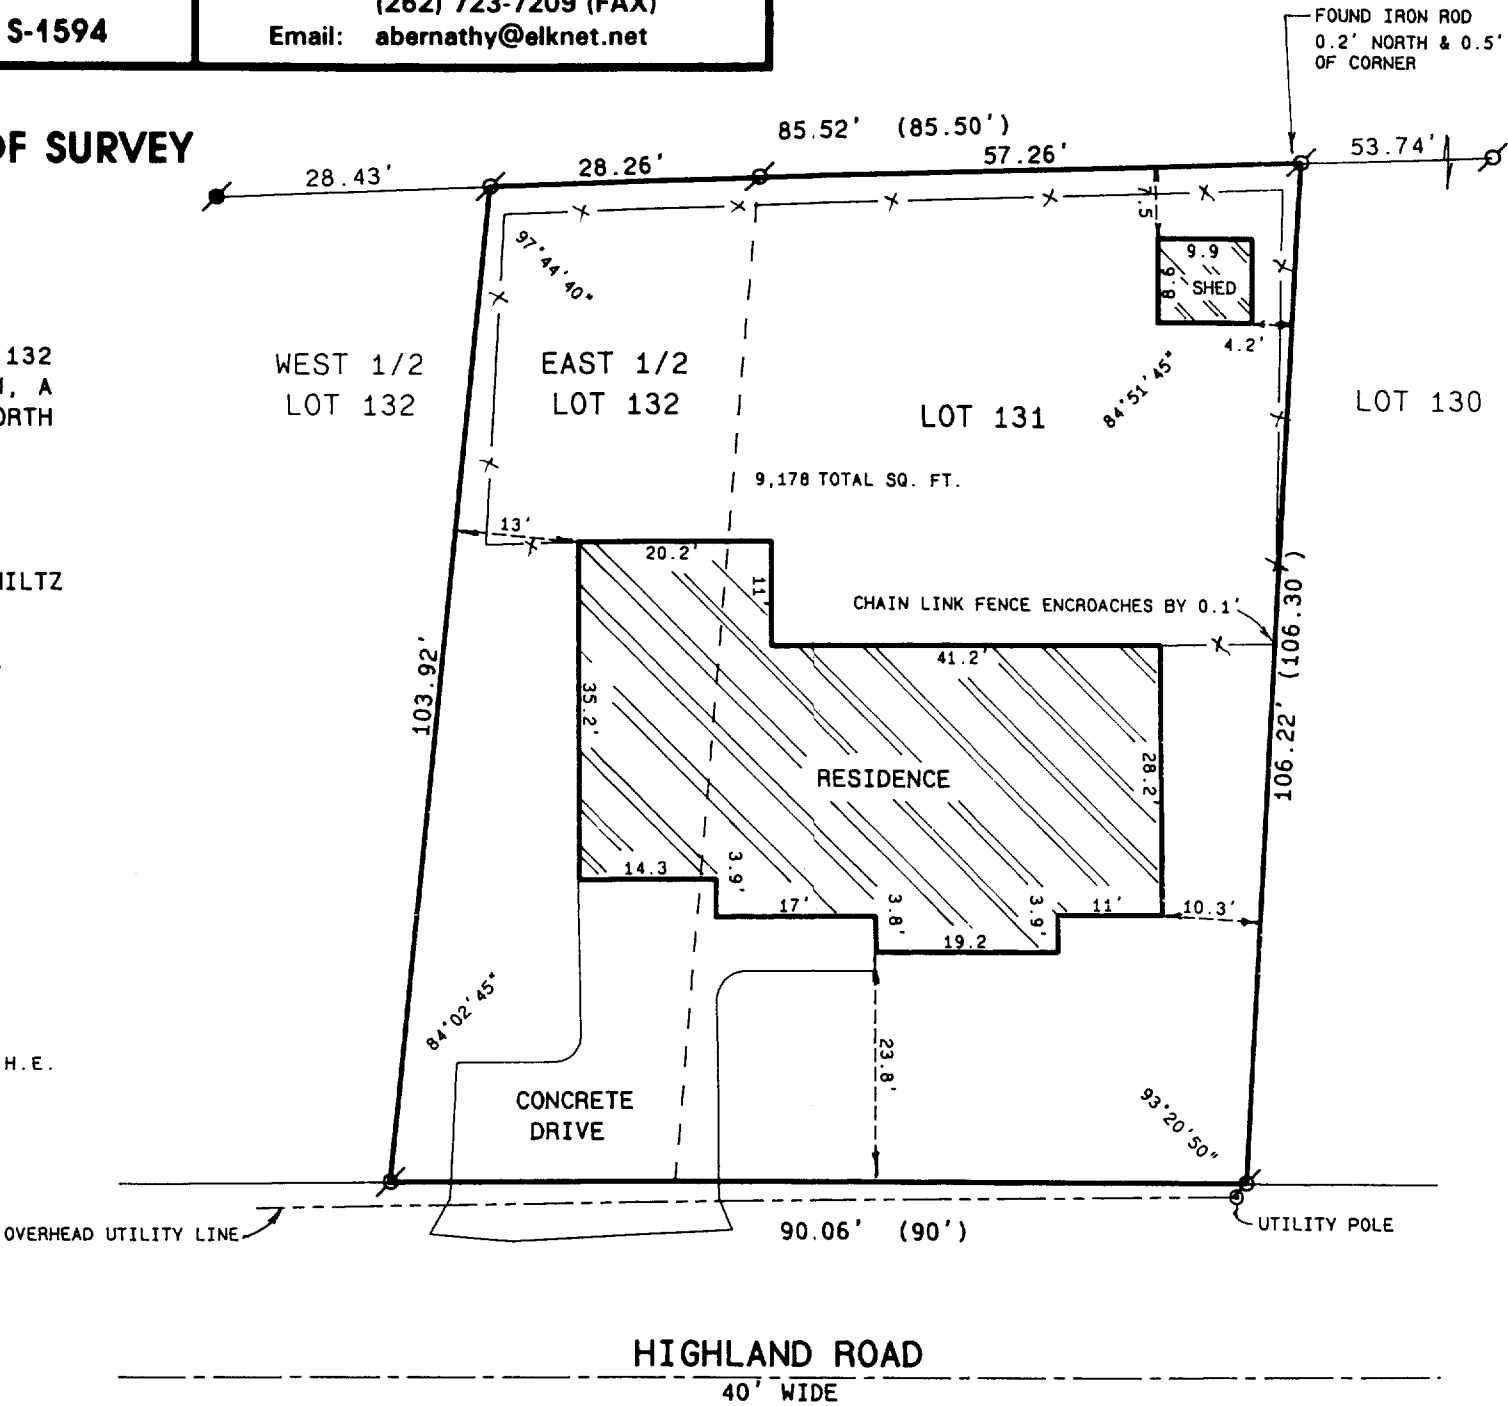 (262) 723-7209 (FAX)
S-1594
Email: abernathy@elknet.net
FOUND IRON ROD
0.2' NORTH & 0.5'
OF CORNER
OF SURVEY
85.52' (85.50')
28.43'
28.26'
57.26'
53.74'
7.5
97°44'40"
9.9
9.8
SHED
4.2'
132
A
ORTH
WEST 1/2
LOT 132
EAST 1/2
LOT 132
84°51'45"
LOT 131
LOT 130
9,178 TOTAL SQ. FT.
13'
20.2'
11'
CHAIN LINK FENCE ENCROACHES BY 0.1'
ILTZ
41.2'
103.92'
35.2'
106.22' (106.30')
28.2'
RESIDENCE
14.3
3.9'
17'
3.8'
3.9'
11'
10.3'
19.2
84°02'45"
23.8'
H.E.
CONCRETE
DRIVE
93°20'50"
OVERHEAD UTILITY LINE
90.06' (90')
UTILITY POLE
HIGHLAND ROAD
40' WIDE